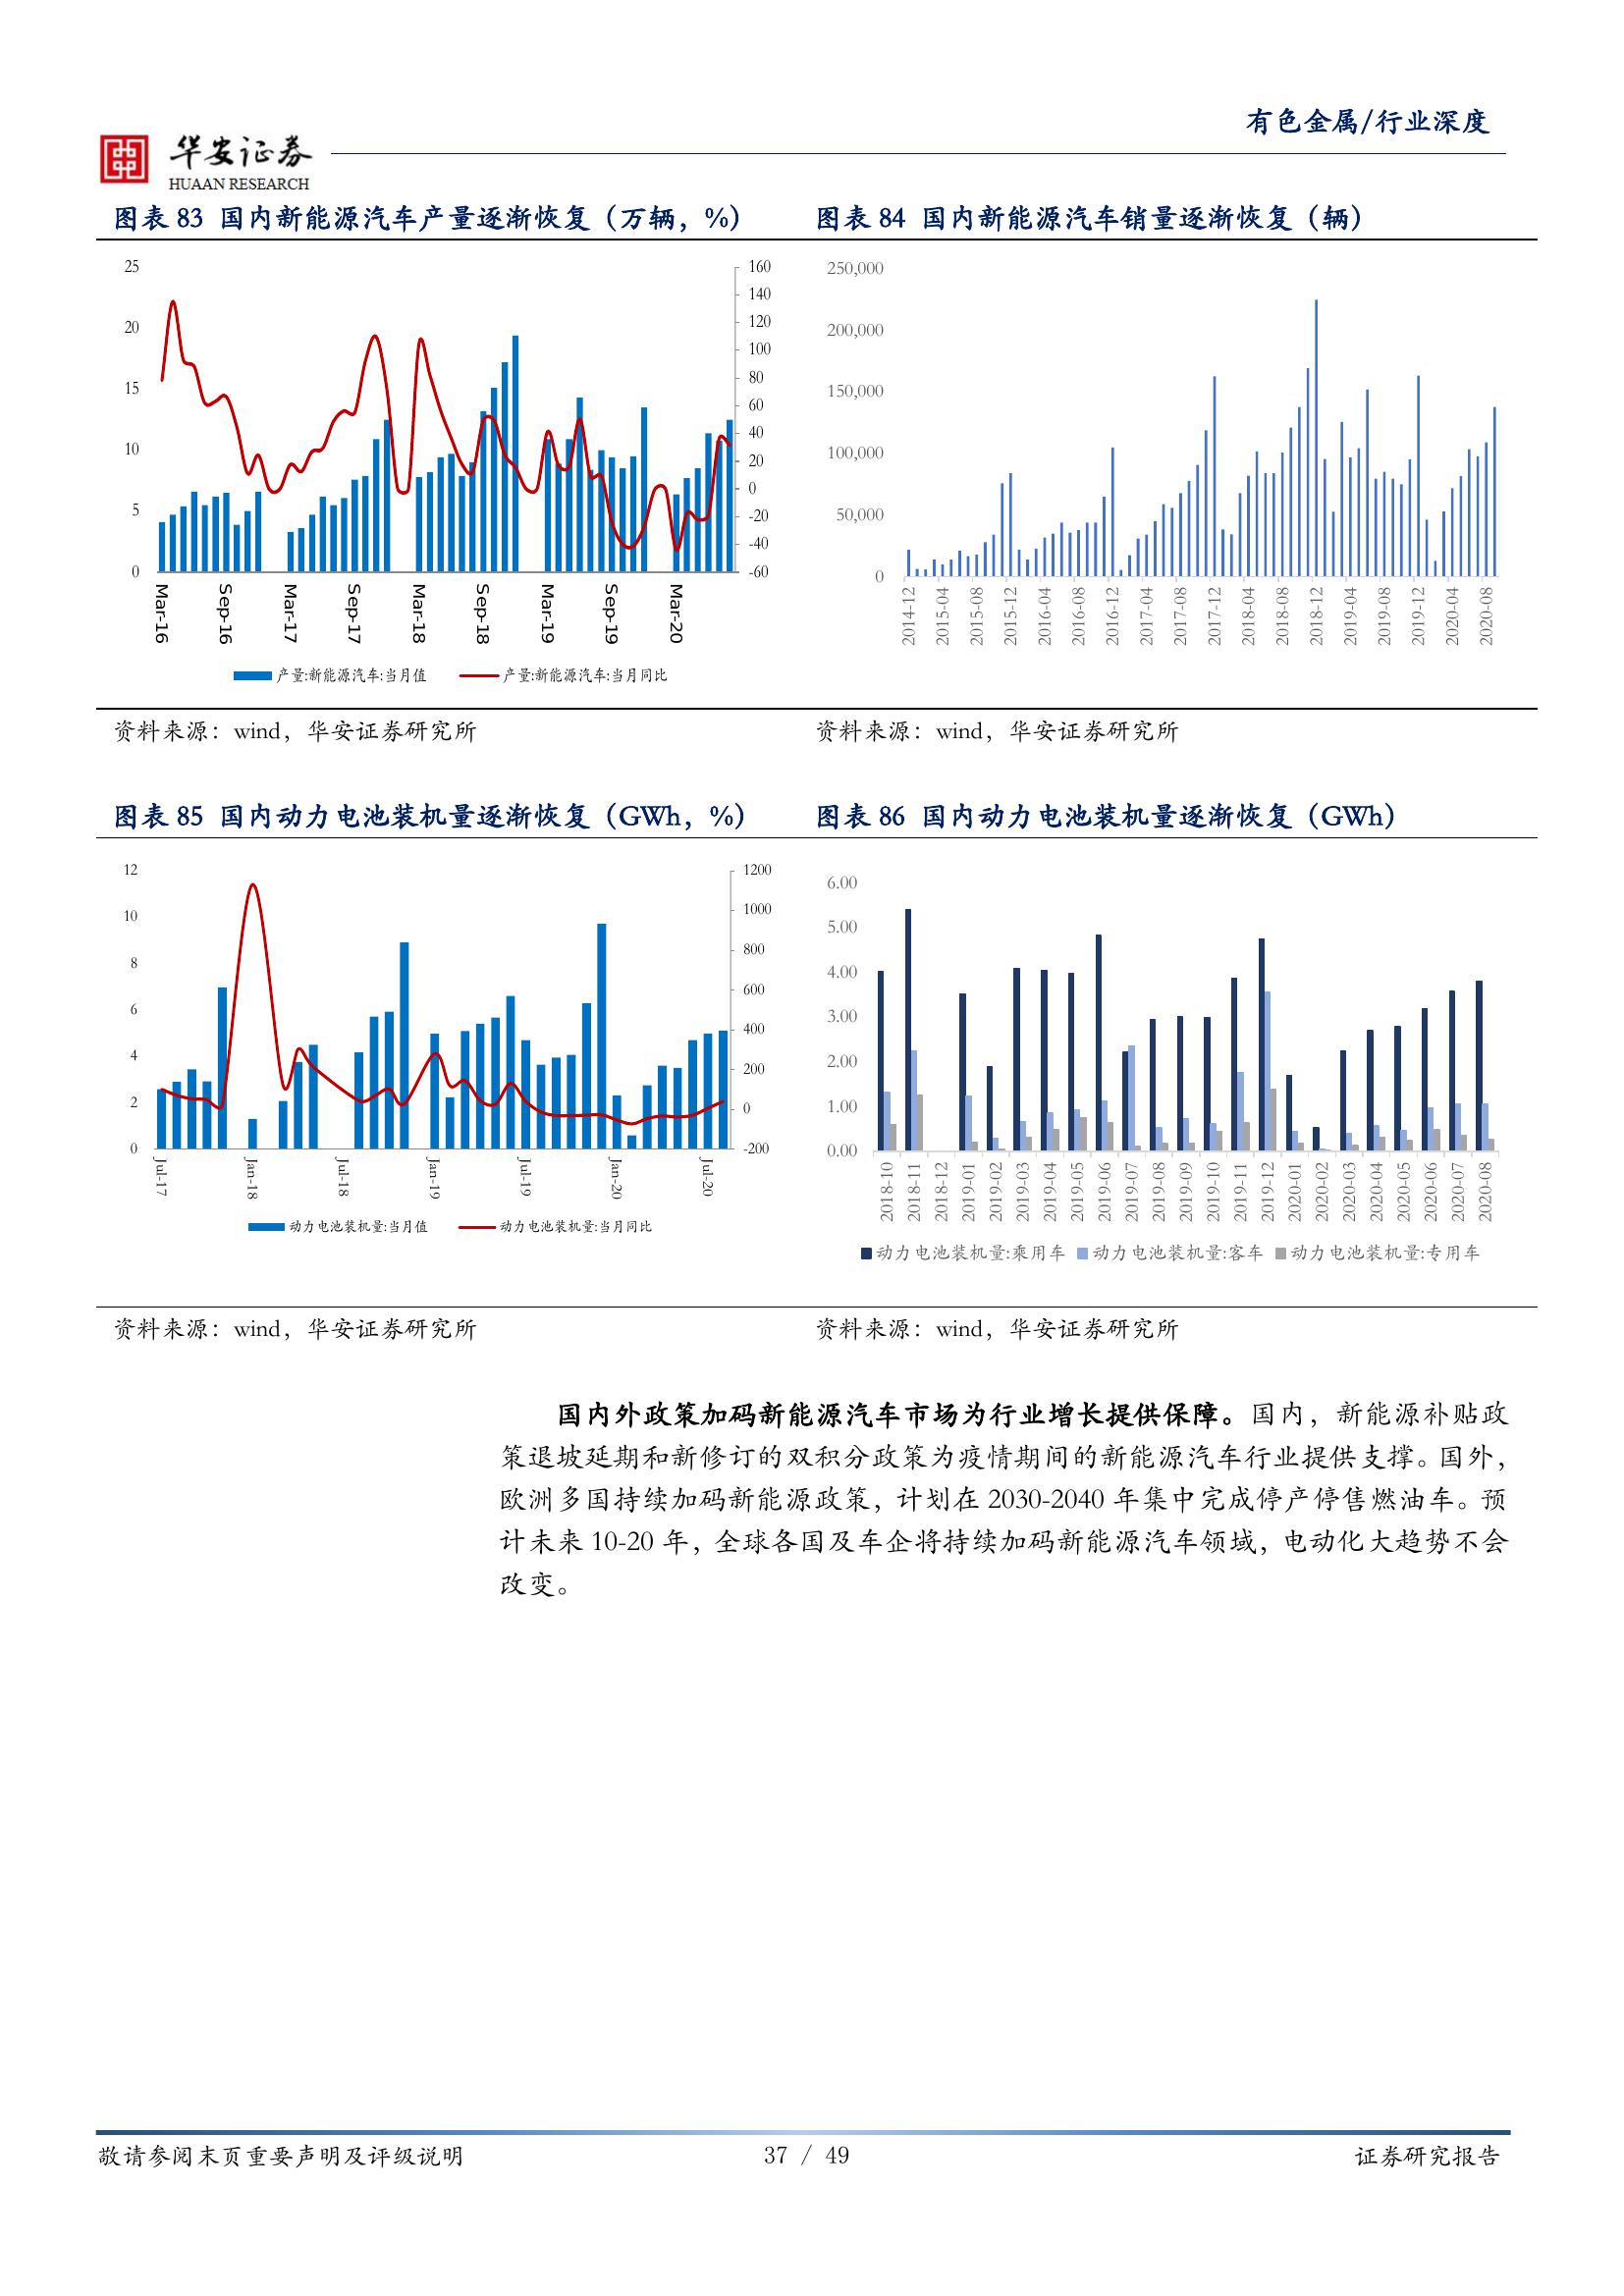 有色金属/行业深度
华安证券
HUAAN RESEARCH
图表 83 国内新能源汽车产量逐渐恢复（万辆，%）
图表 84 国内新能源汽车销量逐渐恢复（辆）
25
20
15
10
5
0
160
140
120
100
80
60
40
20
0
-20
-40
-60
Mar-16
Sep-16
Mar-17
Sep-17
Mar-18
Sep-18
Mar-19
Sep-19
Mar-20
产量:新能源汽车:当月值
产量:新能源汽车:当月同比
250,000
200,000
150,000
100,000
50,000
0
2014-12
2015-04
2015-08
2015-12
2016-04
2016-08
2016-12
2017-04
2017-08
2017-12
2018-04
2018-08
2018-12
2019-04
2019-08
2019-12
2020-04
2020-08
资料来源：wind，华安证券研究所
资料来源：wind，华安证券研究所
图表 85 国内动力电池装机量逐渐恢复（GWh，%）
图表 86 国内动力电池装机量逐渐恢复（GWh）
12
10
8
6
4
2
0
1200
1000
800
600
400
200
0
-200
Jul-17
Jan-18
Jul-18
Jan-19
Jul-19
Jan-20
Jul-20
动力电池装机量:当月值
动力电池装机量:当月同比
6.00
5.00
4.00
3.00
2.00
1.00
0.00
2018-10
2018-11
2018-12
2019-01
2019-02
2019-03
2019-04
2019-05
2019-06
2019-07
2019-08
2019-09
2019-10
2019-11
2019-12
2020-01
2020-02
2020-03
2020-04
2020-05
2020-06
2020-07
2020-08
动力电池装机量:乘用车
动力电池装机量:客车
动力电池装机量:专用车
资料来源：wind，华安证券研究所
资料来源：wind，华安证券研究所
国内外政策加码新能源汽车市场为行业增长提供保障。国内，新能源补贴政
策退坡延期和新修订的双积分政策为疫情期间的新能源汽车行业提供支撑。国外，
欧洲多国持续加码新能源政策，计划在 2030-2040 年集中完成停产停售燃油车。预
计未来 10-20 年，全球各国及车企将持续加码新能源汽车领域，电动化大趋势不会
改变。
敬请参阅末页重要声明及评级说明
37 / 49
证券研究报告